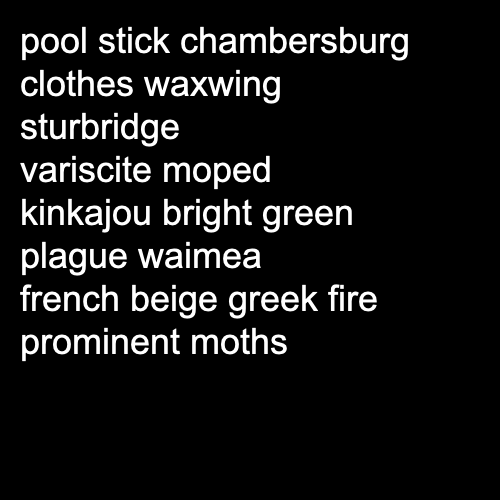 pool stick chambersburg
clothes waxwing
sturbridge
variscite moped
kinkajou bright green
plague waimea
french beige greek fire
prominent moths